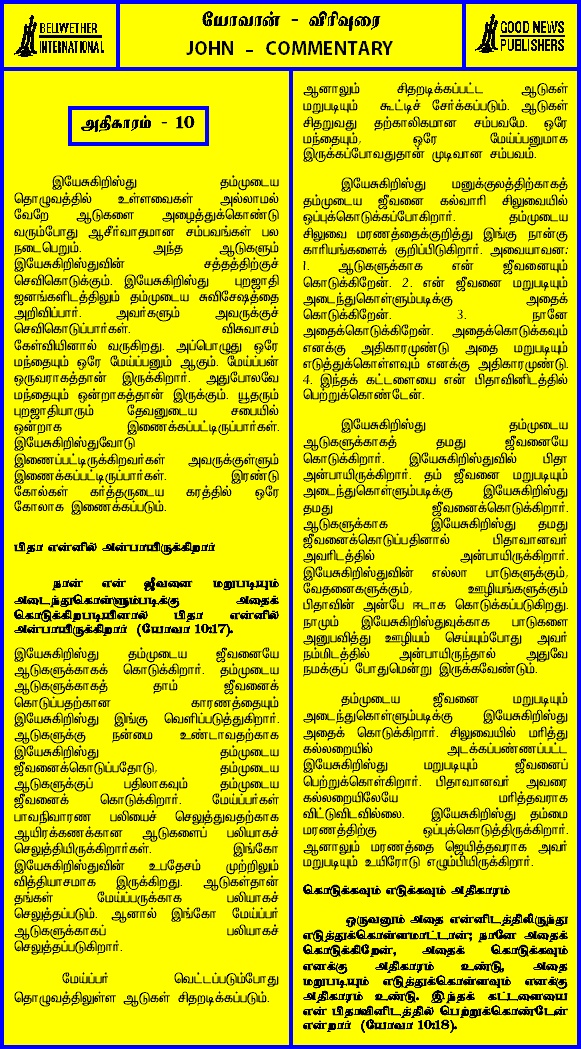 BELWETHER
INTERNATIONAL
யோவான் - விரிவுரை
JOHN - COMMENTARY
GOOD NEWS
PUBLISHERS
அதிகாரம் - 10
இயேசுகிறிஸ்து தம்முடைய
தொழுவத்தில் உள்ளவைகள் அல்லாமல்
வேறே ஆடுகளை அழைத்துக்கொண்டு
வரும்போது ஆசீர்வாதமான சம்பவங்கள் பல
நடைபெறும். அந்த ஆடுகளும்
இயேசுகிறிஸ்துவின் சத்தத்திற்குச்
செவிகொடுக்கும். இயேசுகிறிஸ்து புறஜாதி
ஜனங்களிடத்திலும் தம்முடைய சுவிசேஷத்தை
அறிவிப்பார். அவர்களும் அவருக்குச்
செவிகொடுப்பார்கள். விசுவாசம்
கேள்வியினால் வருகிறது. அப்பொழுது ஒரே
மந்தையும் ஒரே மேய்ப்பனும் ஆகும். மேய்ப்பன்
ஒருவராகத்தான் இருக்கிறார். அதுபோலவே
மந்தையும் ஒன்றாகத்தான் இருக்கும். யூதரும்
புறஜாதியாரும் தேவனுடைய சபையில்
ஒன்றாக இணைக்கப்பட்டிருப்பார்கள்.
இயேசுகிறிஸ்துவோடு
இணைப்பட்டிருக்கிறவர்கள் அவருக்குள்ளும்
இணைக்கப்பட்டிருப்பார்கள். இரண்டு
கோல்கள் கர்த்தருடைய கரத்தில் ஒரே
கோலாக இணைக்கப்படும்.
பிதா என்னில் அன்பாயிருக்கிறார்
நான் என் ஜீவனை மறுபடியும்
அடைந்துகொள்ளும்படிக்கு அதைக்
கொடுக்கிறபடியினால் பிதா என்னில்
அன்பாயிருக்கிறார் (யோவா 10:17).
இயேசுகிறிஸ்து தம்முடைய ஜீவனையே
ஆடுகளுக்காகக் கொடுக்கிறார். தம்முடைய
ஆடுகளுக்காகத் தாம் ஜீவனைக்
கொடுப்பதற்கான காரணத்தையும்
இயேசுகிறிஸ்து இங்கு வெளிப்படுத்துகிறார்.
ஆடுகளுக்கு நன்மை உண்டாவதற்காக
இயேசுகிறிஸ்து தம்முடைய
ஜீவனைக்கொடுப்பதோடு, தம்முடைய
ஆடுகளுக்குப் பதிலாகவும் தம்முடைய
ஜீவனைக் கொடுக்கிறார். மேய்ப்பர்கள்
பாவநிவாரண பலியைச் செலுத்துவதற்காக
ஆயிரக்கணக்கான ஆடுகளைப் பலியாகச்
செலுத்தியிருக்கிறார்கள். இங்கோ
இயேசுகிறிஸ்துவின் உபதேசம் முற்றிலும்
வித்தியாசமாக இருக்கிறது. ஆடுகள்தான்
தங்கள் மேய்ப்பருக்காக பலியாகச்
செலுத்தப்படும். ஆனால் இங்கோ மேய்ப்பர்
ஆடுகளுக்காகப் பலியாகச்
செலுத்தப்படுகிறார்.
மேய்ப்பர் வெட்டப்படும்போது
தொழுவத்திலுள்ள ஆடுகள் சிதறடிக்கப்படும்.
ஆனாலும் சிதறடிக்கப்பட்ட ஆடுகள்
மறுபடியும் கூட்டிச் சேர்க்கப்படும். ஆடுகள்
சிதறுவது தற்காலிகமான சம்பவமே. ஒரே
மந்தையும், ஒரே மேய்ப்பனுமாக
இருக்கப்போவதுதான் முடிவான சம்பவம்.
இயேசுகிறிஸ்து மனுக்குலத்திற்காகத்
தம்முடைய ஜீவனை கல்வாரி சிலுவையில்
ஒப்புக்கொடுக்கப்போகிறார். தம்முடைய
சிலுவை மரணத்தைக்குறித்து இங்கு நான்கு
காரியங்களைக் குறிப்பிடுகிறார். அவையாவன:
1. ஆடுகளுக்காக என் ஜீவனையும்
கொடுக்கிறேன். 2. என் ஜீவனை மறுபடியும்
அடைந்துகொள்ளும்படிக்கு அதைக்
கொடுக்கிறேன். 3. நானே
அதைக்கொடுக்கிறேன். அதைக்கொடுக்கவும்
எனக்கு அதிகாரமுண்டு அதை மறுபடியும்
எடுத்துக்கொள்ளவும் எனக்கு அதிகாரமுண்டு.
4. இந்தக் கட்டளையை என் பிதாவினிடத்தில்
பெற்றுக்கொண்டேன்.
இயேசுகிறிஸ்து தம்முடைய
ஆடுகளுக்காகத் தமது ஜீவனையே
கொடுக்கிறார். இயேசுகிறிஸ்துவில் பிதா
அன்பாயிருக்கிறார். தம் ஜீவனை மறுபடியும்
அடைந்துகொள்ளும்படிக்கு இயேசுகிறிஸ்து
தமது ஜீவனைக்கொடுக்கிறார்.
ஆடுகளுக்காக இயேசுகிறிஸ்து தமது
ஜீவனைக்கொடுப்பதினால் பிதாவானவர்
அவரிடத்தில் அன்பாயிருக்கிறார்.
இயேசுகிறிஸ்துவின் எல்லா பாடுகளுக்கும்,
வேதனைகளுக்கும், ஊழியங்களுக்கும்
பிதாவின் அன்பே ஈடாக கொடுக்கப்படுகிறது.
நாமும் இயேசுகிறிஸ்துவுக்காக பாடுகளை
அனுபவித்து ஊழியம் செய்யும்போது அவர்
நம்மிடத்தில் அன்பாயிருந்தால் அதுவே
நமக்குப் போதுமென்று இருக்கவேண்டும்.
தம்முடைய ஜீவனை மறுபடியும்
அடைந்துகொள்ளும்படிக்கு இயேசுகிறிஸ்து
அதைக் கொடுக்கிறார். சிலுவையில் மரித்து
கல்லறையில் அடக்கப்பண்ணப்பட்ட
இயேசுகிறிஸ்து மறுபடியும் ஜீவனைப்
பெற்றுக்கொள்கிறார். பிதாவானவர் அவரை
கல்லறையிலேயே மரித்தவராக
விட்டுவிடவில்லை. இயேசுகிறிஸ்து தம்மை
மரணத்திற்கு ஒப்புக்கொடுத்திருக்கிறார்.
ஆனாலும் மரணத்தை ஜெயித்தவராக அவர்
மறுபடியும் உயிரோடு எழும்பியிருக்கிறார்.
கொடுக்கவும் எடுக்கவும் அதிகாரம்
ஒருவனும் அதை என்னிடத்திலிருந்து
எடுத்துக்கொள்ளமாட்டான்; நானே அதைக்
கொடுக்கிறேன், அதைக் கொடுக்கவும்
எனக்கு அதிகாரம் உண்டு, அதை
மறுபடியும் எடுத்துக்கொள்ளவும் எனக்கு
அதிகாரம் உண்டு. இந்தக் கட்டளையை
என் பிதாவினிடத்தில் பெற்றுக்கொண்டேன்
என்றார் (யோவா 10:18).